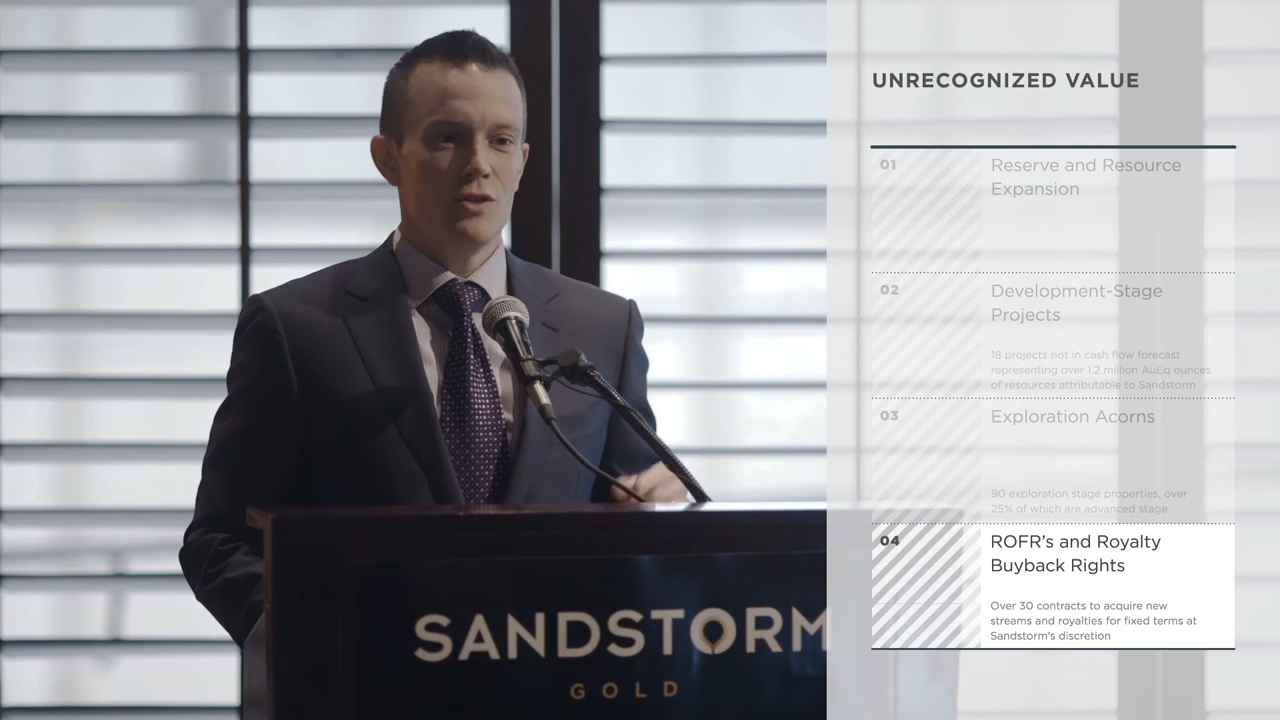 UNRECOGNIZED VALUE
01
Reserve and Resource
Expansion
02
Development-Stage
Projects
18 projects not in cash flow forecast
representing over 1.2 million AuEq ounces
of resources attributable to Sandstorm
03
Exploration Acorns
90 exploration stage properties, over
25% of which are advanced stage
04
ROFR's and Royalty
Buyback Rights
Over 30 contracts to acquire new
streams and royalties for fixed terms at
Sandstorm's discretion
SANDSTORM
GOLD